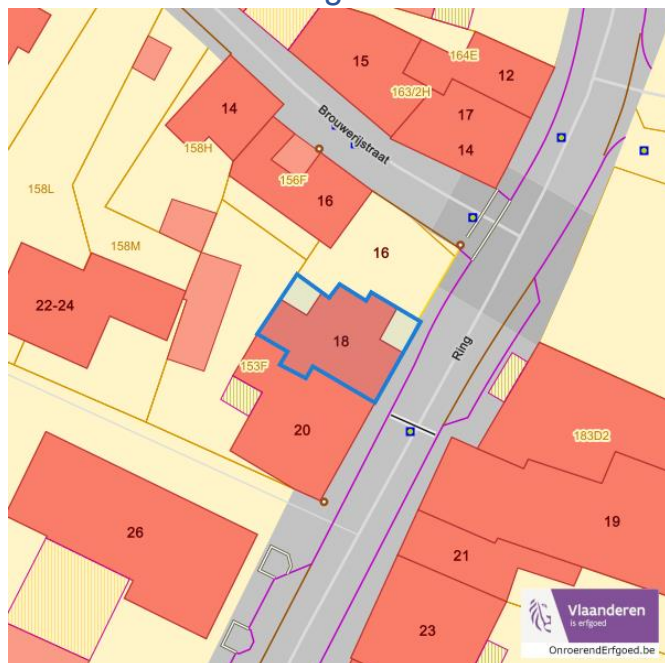 15
164E
12
163/2H
17
14
14
Brouwerijstraat
158H
156F
16
158L
158M
16
22-24
18
Ring
153F
20
183D2
26
19
21
23
Vlaanderen
is erfgoed
OnroerendErfgoed.be